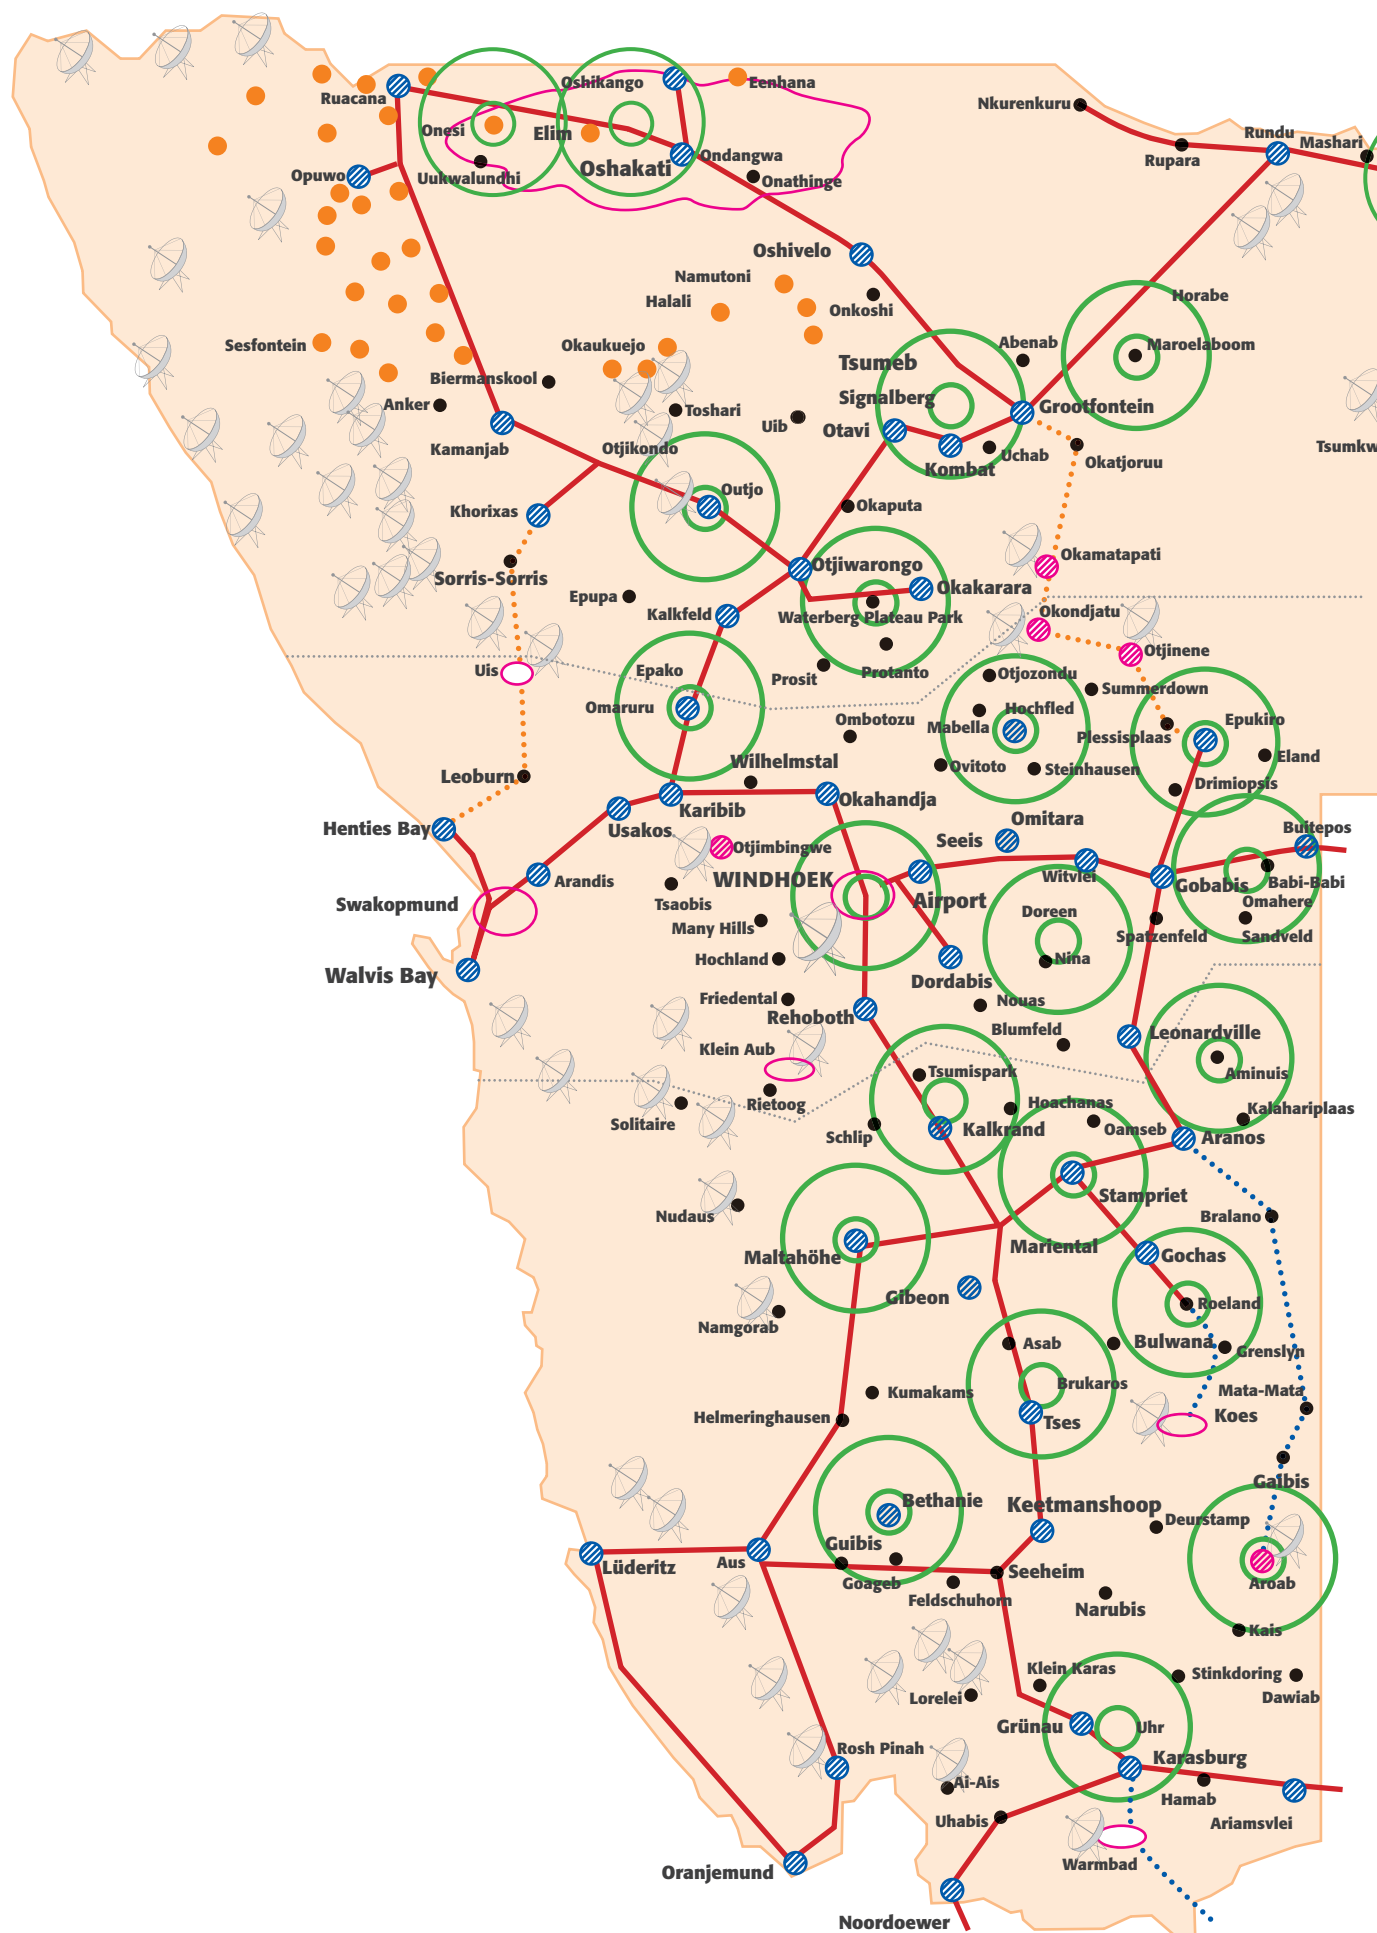 Oshikango
Eenhana
Ruacana
Nkurenkuru
Onesi
Elim
Rundu
Mashari
Ondangwa
Rupara
Oshakati
Opuwo
Uukwalundhi
Onathinge
Oshivelo
Namutoni
Halali
Onkoshi
Horabe
Sesfontein
Okaukuejo
Abenab
Maroelaboom
Tsumeb
Biermanskool
Signalberg
Anker
Toshari
Grootfontein
Uib
Otavi
Kamanjab
Otjikondo
Uchab
Kombat
Okatjoruu
Tsumkw
Outjo
Khorixas
Okaputa
Okamatapati
Otjiwarongo
Sorris-Sorris
Okakarara
Epupa
Kalkfeld
Waterberg Plateau Park
Okondjatu
Otjinene
Uis
Epako
Prosit
Protanto
Otjozondu
Summerdown
Omaruru
Hochfled
Mabella
Ombotozu
Epukiro
Plessisplaas
Eland
Wilhelmstal
Ovitoto
Steinhausen
Leoburn
Drimiopsis
Karibib
Okahandja
Henties Bay
Usakos
Omitara
Buitepos
Seeis
Otjimbingwe
Arandis
WINDHOEK
Witvlei
Gobabis
Babi-Babi
Swakopmund
Tsaobis
Airport
Omahere
Many Hills
Doreen
Spatzenfeld
Sandveld
Hochland
Nina
Walvis Bay
Dordabis
Friedental
Nouas
Rehoboth
Blumfeld
Leonardville
Klein Aub
Tsumispark
Aminuis
Rietoog
Hoachanas
Kalahariplaas
Solitaire
Schlip
Kalkrand
Oamseb
Aranos
Stampriet
Nudaus
Bralano
Mariental
Maltahöhe
Gochas
Gibeon
Roeland
Namgorab
Asab
Bulwana
Grenslyn
Brukaros
Mata-Mata
Kumakams
Helmeringhausen
Tses
Koes
Gaibis
Bethanie
Keetmanshoop
Deurstamp
Guibis
Aus
Lüderitz
Goageb
Seeheim
Aroab
Feldschuhorn
Narubis
Kais
Klein Karas
Stinkdoring
Lorelei
Dawiab
Grünau
Uhr
Rosh Pinah
Karasburg
Ai-Ais
Hamab
Uhabis
Ariamsvlei
Warmbad
Oranjemund
Noordoewer